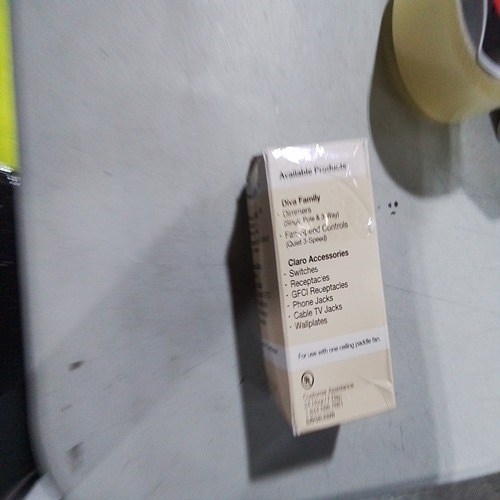 Available Products
Diva Family
- Dimmers
(Single Pole & 3-Way)
- Fan Speed Controls
(Quiet 3-Speed)
Claro Accessories
- Switches
- Receptacles
- GFCI Receptacles
- Phone Jacks
- Cable TV Jacks
- Wallplates
For use with one ceiling paddle fan.
Customer Assistance